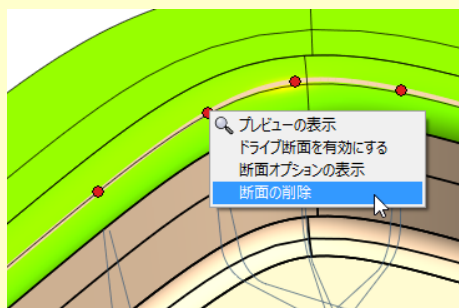 プレビューの表示
ドライブ断面を有効にする
断面オプションの表示
断面の削除